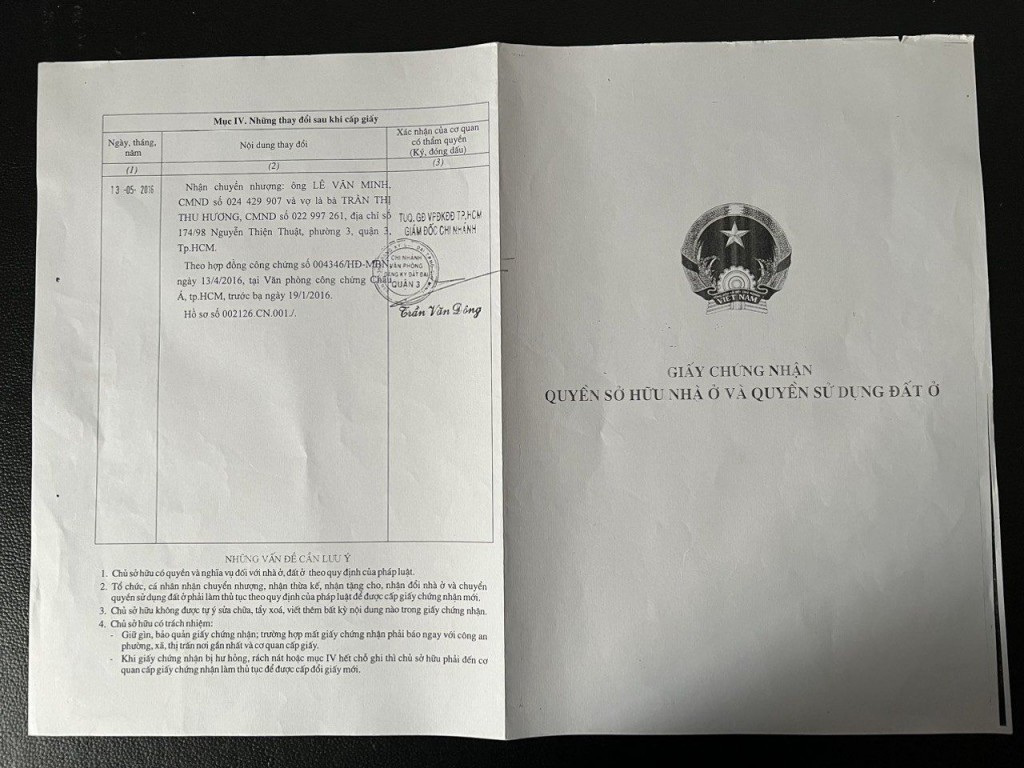 Mục IV. Những thay đổi sau khi cấp giấy
Ngày, tháng, năm
Nội dung thay đổi
Xác nhận của cơ quan có thẩm quyền (Ký, đóng dấu)
(1)
(2)
(3)
13 -05- 2016
Nhận chuyển nhượng: ông LÊ VĂN MINH,
CMND số 024 429 907 và vợ là bà TRẦN THỊ
THU HƯƠNG, CMND số 022 997 261, địa chỉ số
174/98 Nguyễn Thiện Thuật, phường 3, quận 3,
Tp.HCM.
Theo hợp đồng công chứng số 004346/HĐ-MBN
ngày 13/4/2016, tại Văn phòng công chứng Châu
Á, tp.HCM, trước bạ ngày 19/1/2016.
Hồ sơ số 002126.CN.001./.
TUQ. GĐ VPĐKĐĐ TP.HCM
GIÁM ĐỐC CHI NHÁNH
CHI NHÁNH
VĂN PHÒNG
ĐĂNG KÝ ĐẤT ĐAI
QUẬN 3
Trần Văn Đông
NHỮNG VẤN ĐỀ CẦN LƯU Ý
1. Chủ sở hữu có quyền và nghĩa vụ đối với nhà ở, đất ở theo quy định của pháp luật.
2. Tổ chức, cá nhân nhận chuyển nhượng, nhận thừa kế, nhận tặng cho, nhận đổi nhà ở và chuyển
quyền sử dụng đất ở phải làm thủ tục theo quy định của pháp luật để được cấp giấy chứng nhận mới.
3. Chủ sở hữu không được tự ý sửa chữa, tẩy xoá, viết thêm bất kỳ nội dung nào trong giấy chứng nhận.
4. Chủ sở hữu có trách nhiệm:
- Giữ gìn, bảo quản giấy chứng nhận; trường hợp mất giấy chứng nhận phải báo ngay với công an
phường, xã, thị trấn nơi gần nhất và cơ quan cấp giấy.
- Khi giấy chứng nhận bị hư hỏng, rách nát hoặc mục IV hết chỗ ghi thì chủ sở hữu phải đến cơ
quan cấp giấy chứng nhận làm thủ tục để được cấp đổi giấy mới.
VIỆT NAM
GIẤY CHỨNG NHẬN
QUYỀN SỞ HỮU NHÀ Ở VÀ QUYỀN SỬ DỤNG ĐẤT Ở